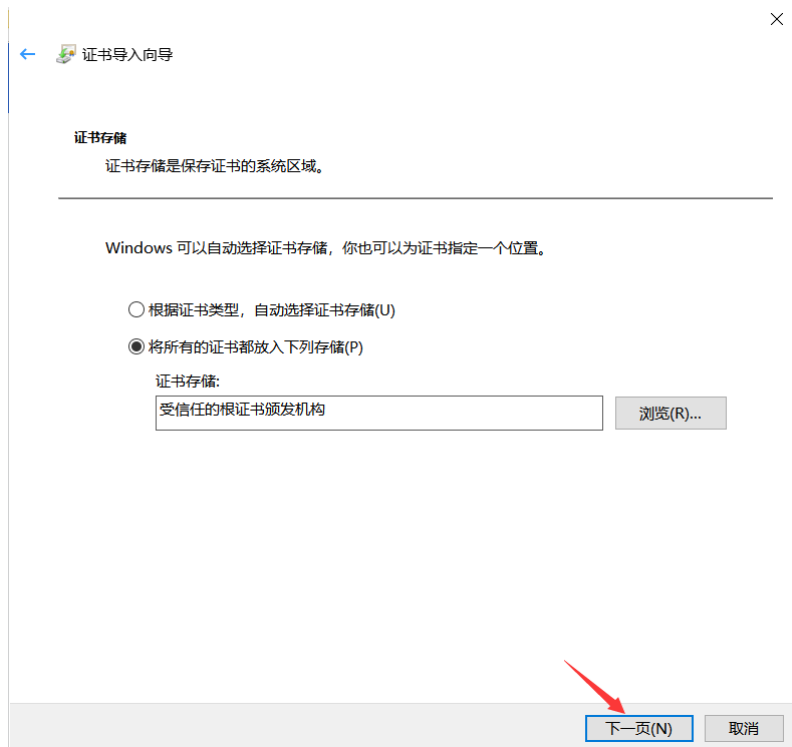 证书导入向导
证书存储
证书存储是保存证书的系统区域。
Windows 可以自动选择证书存储，你也可以为证书指定一个位置。
根据证书类型，自动选择证书存储(U)
将所有的证书都放入下列存储(P)
证书存储:
受信任的根证书颁发机构
浏览(R)...
下一页(N)
取消